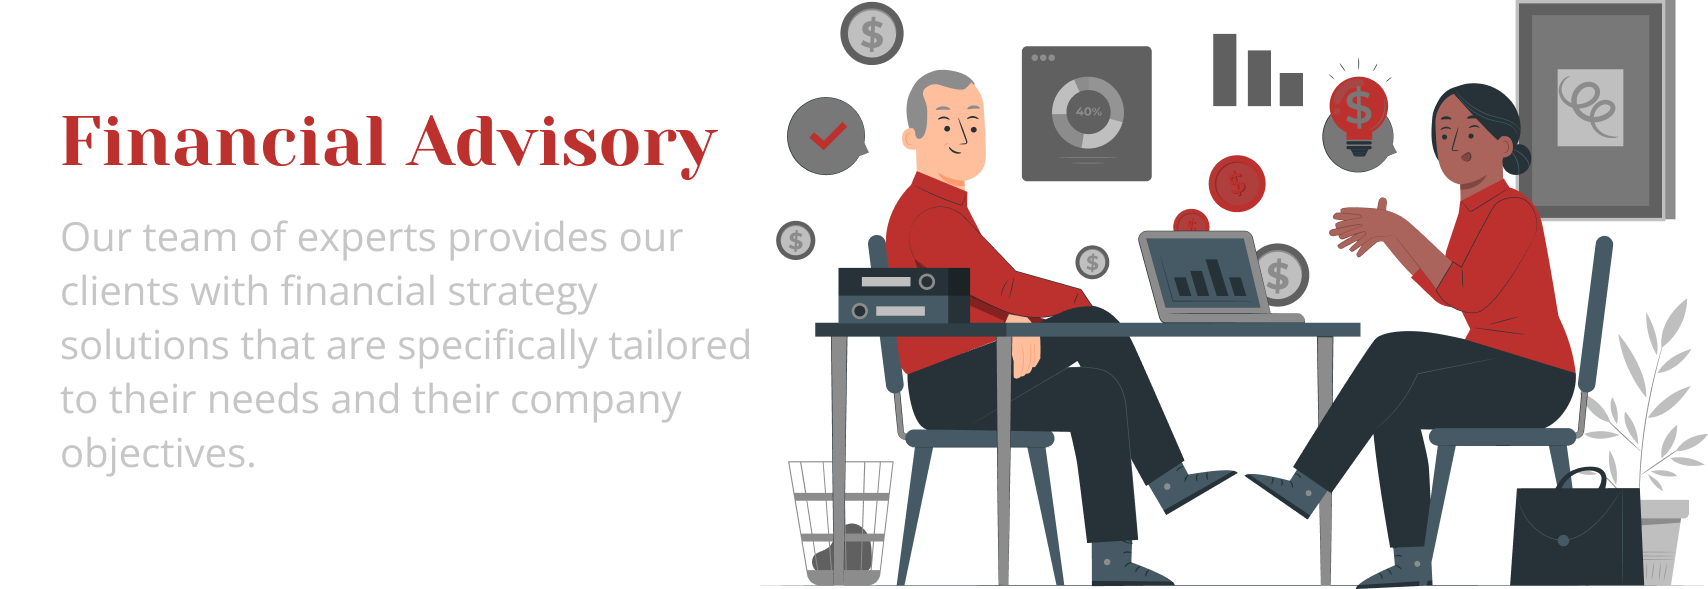 Financial Advisory
Our team of experts provides our
clients with financial strategy
solutions that are specifically tailored
to their needs and their company
objectives.
$
40%
$
$
$
$
$
$